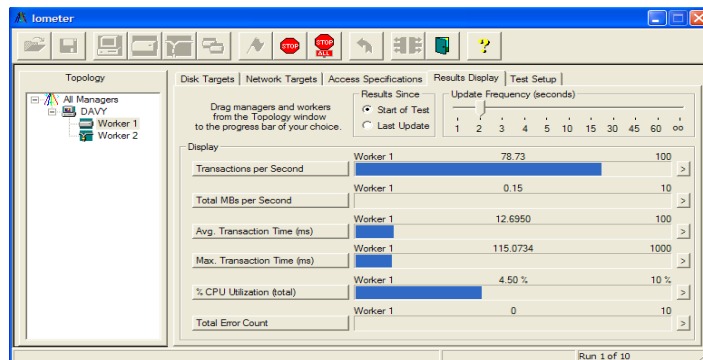 Iometer
STOP
STOP
ALL
Topology
All Managers
DAVY
Worker 1
Worker 2
Disk Targets Network Targets Access Specifications Results Display Test Setup
Drag managers and workers
from the Topology window
to the progress bar of your choice.
Results Since
Start of Test
Last Update
Update Frequency (seconds)
1 2 3 4 5 10 15 30 45 60 oo
Display
Worker 1 78.73 100
Transactions per Second >
Worker 1 0.15 10
Total MBs per Second >
Worker 1 12.6950 100
Avg. Transaction Time (ms) >
Worker 1 115.0734 1000
Max. Transaction Time (ms) >
Worker 1 4.50 % 10 %
% CPU Utilization (total) >
Worker 1 0 10
Total Error Count >
Run 1 of 10